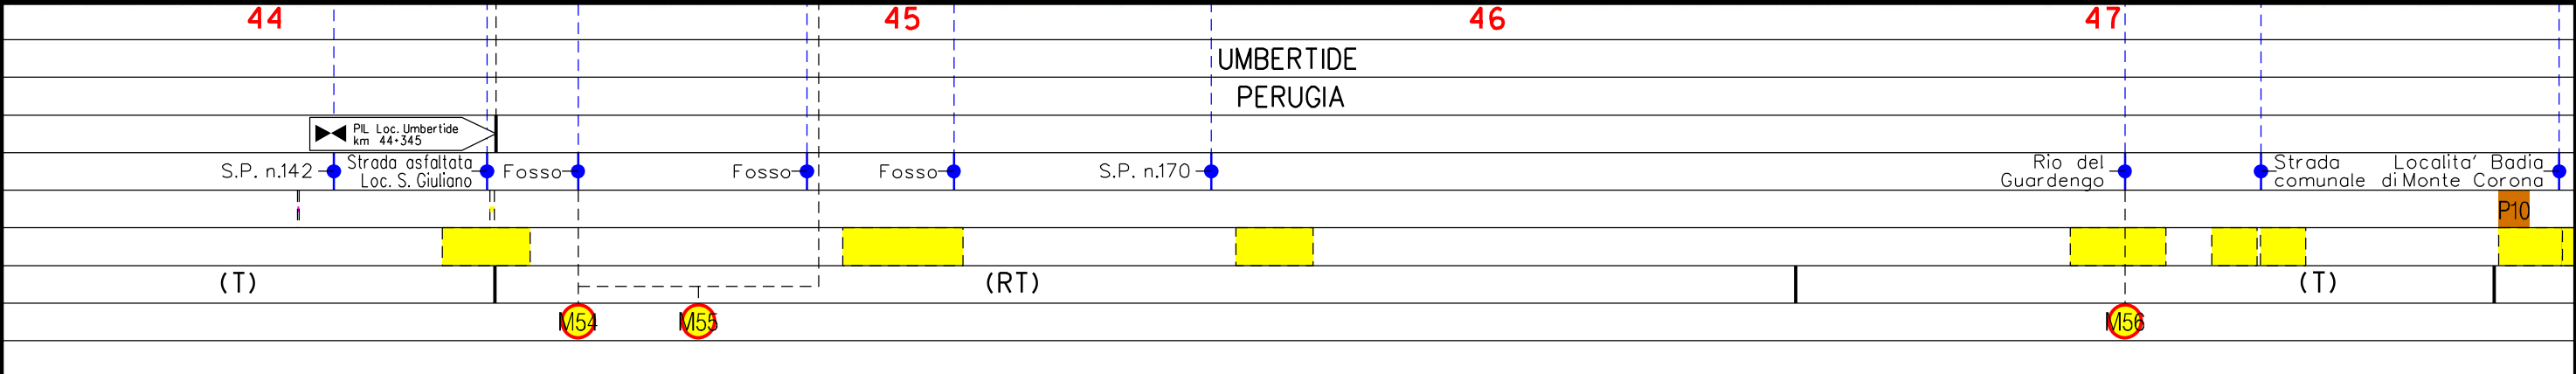 44 45 46 47
UMBERTIDE
PERUGIA
PIL Loc. Umbertide
km 44+345
S.P. n.142
Strada asfaltata
Loc. S. Giuliano
Fosso
Fosso
Fosso
S.P. n.170
Rio del
Guardengo
Strada
comunale
Localita' Badia
di Monte Corona
P10
(T) (RT) (T)
M54 M55 M56